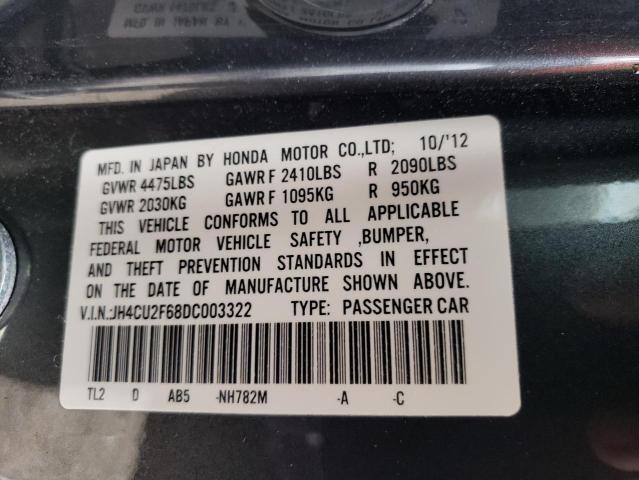 MFD. IN JAPAN BY HONDA MOTOR CO.,LTD; 10/'12
GVWR 4475LBS GAWR F 2410LBS R 2090LBS
GVWR 2030KG GAWR F 1095KG R 950KG
THIS VEHICLE CONFORMS TO ALL APPLICABLE
FEDERAL MOTOR VEHICLE SAFETY ,BUMPER,
AND THEFT PREVENTION STANDARDS IN EFFECT
ON THE DATE OF MANUFACTURE SHOWN ABOVE.
V.I.N.:JH4CU2F68DC003322 TYPE: PASSENGER CAR
TL2 D AB5 -NH782M -A -C